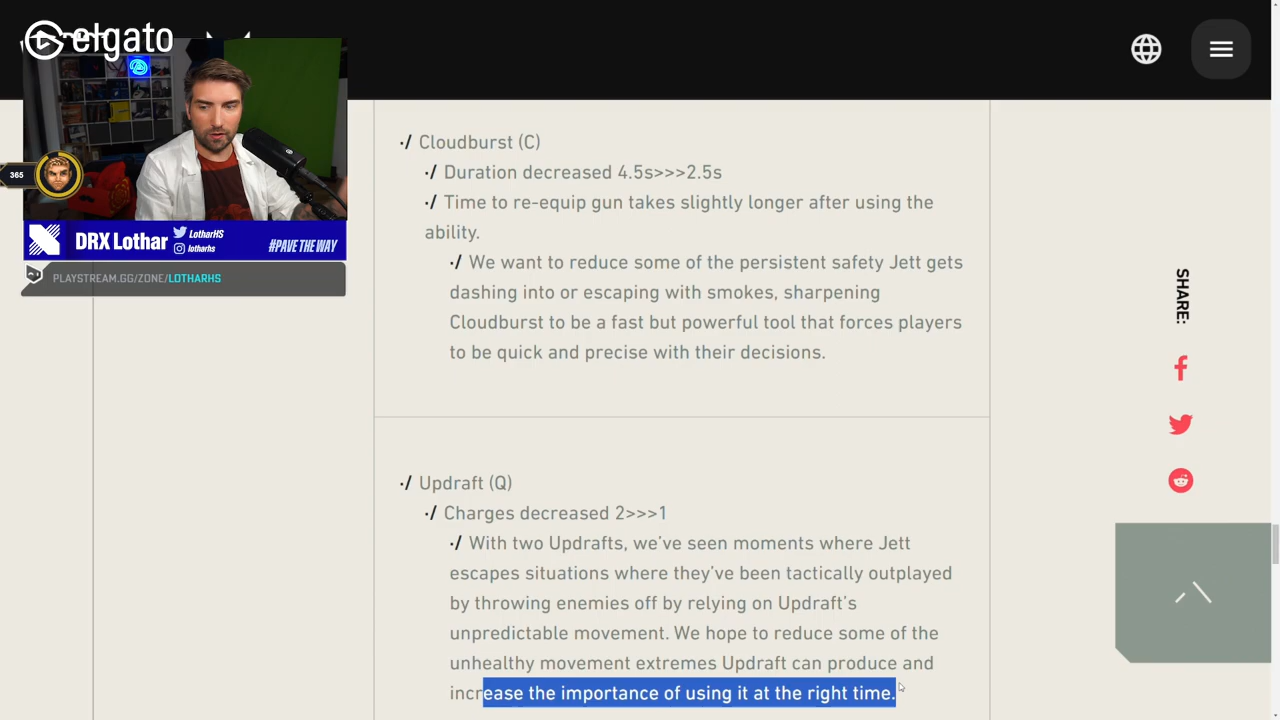 elgato
365
DRX Lothar
LotharHS
lotharhs
#PAVE THE WAY
PLAYSTREAM.GG/ZONE/LOTHARHS
·/ Cloudburst (C)
·/ Duration decreased 4.5s>>>2.5s
·/ Time to re-equip gun takes slightly longer after using the
ability.
·/ We want to reduce some of the persistent safety Jett gets
dashing into or escaping with smokes, sharpening
Cloudburst to be a fast but powerful tool that forces players
to be quick and precise with their decisions.
·/ Updraft (Q)
·/ Charges decreased 2>>>1
·/ With two Updrafts, we’ve seen moments where Jett
escapes situations where they’ve been tactically outplayed
by throwing enemies off by relying on Updraft’s
unpredictable movement. We hope to reduce some of the
unhealthy movement extremes Updraft can produce and
increase the importance of using it at the right time.
SHARE: